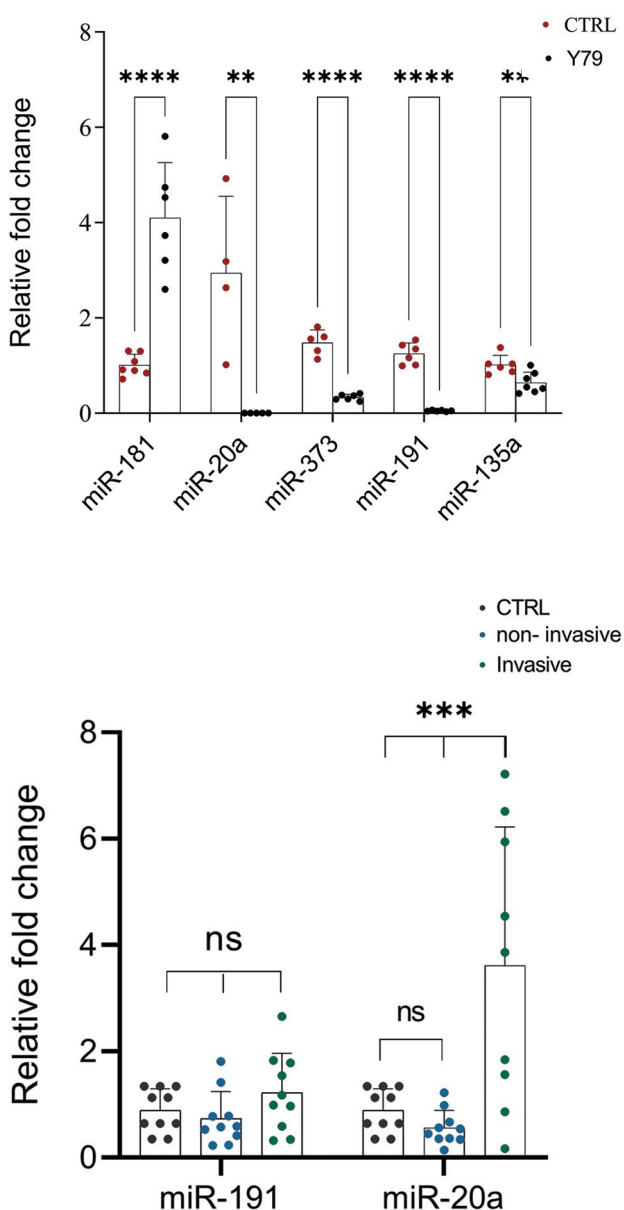 CTRL
Y79
Relative fold change
8
6
4
2
0
**** ** **** **** **
miR-181 miR-20a miR-373 miR-191 miR-135a
CTRL
non- invasive
Invasive
Relative fold change
8
6
4
2
0
***
ns
ns
miR-191 miR-20a